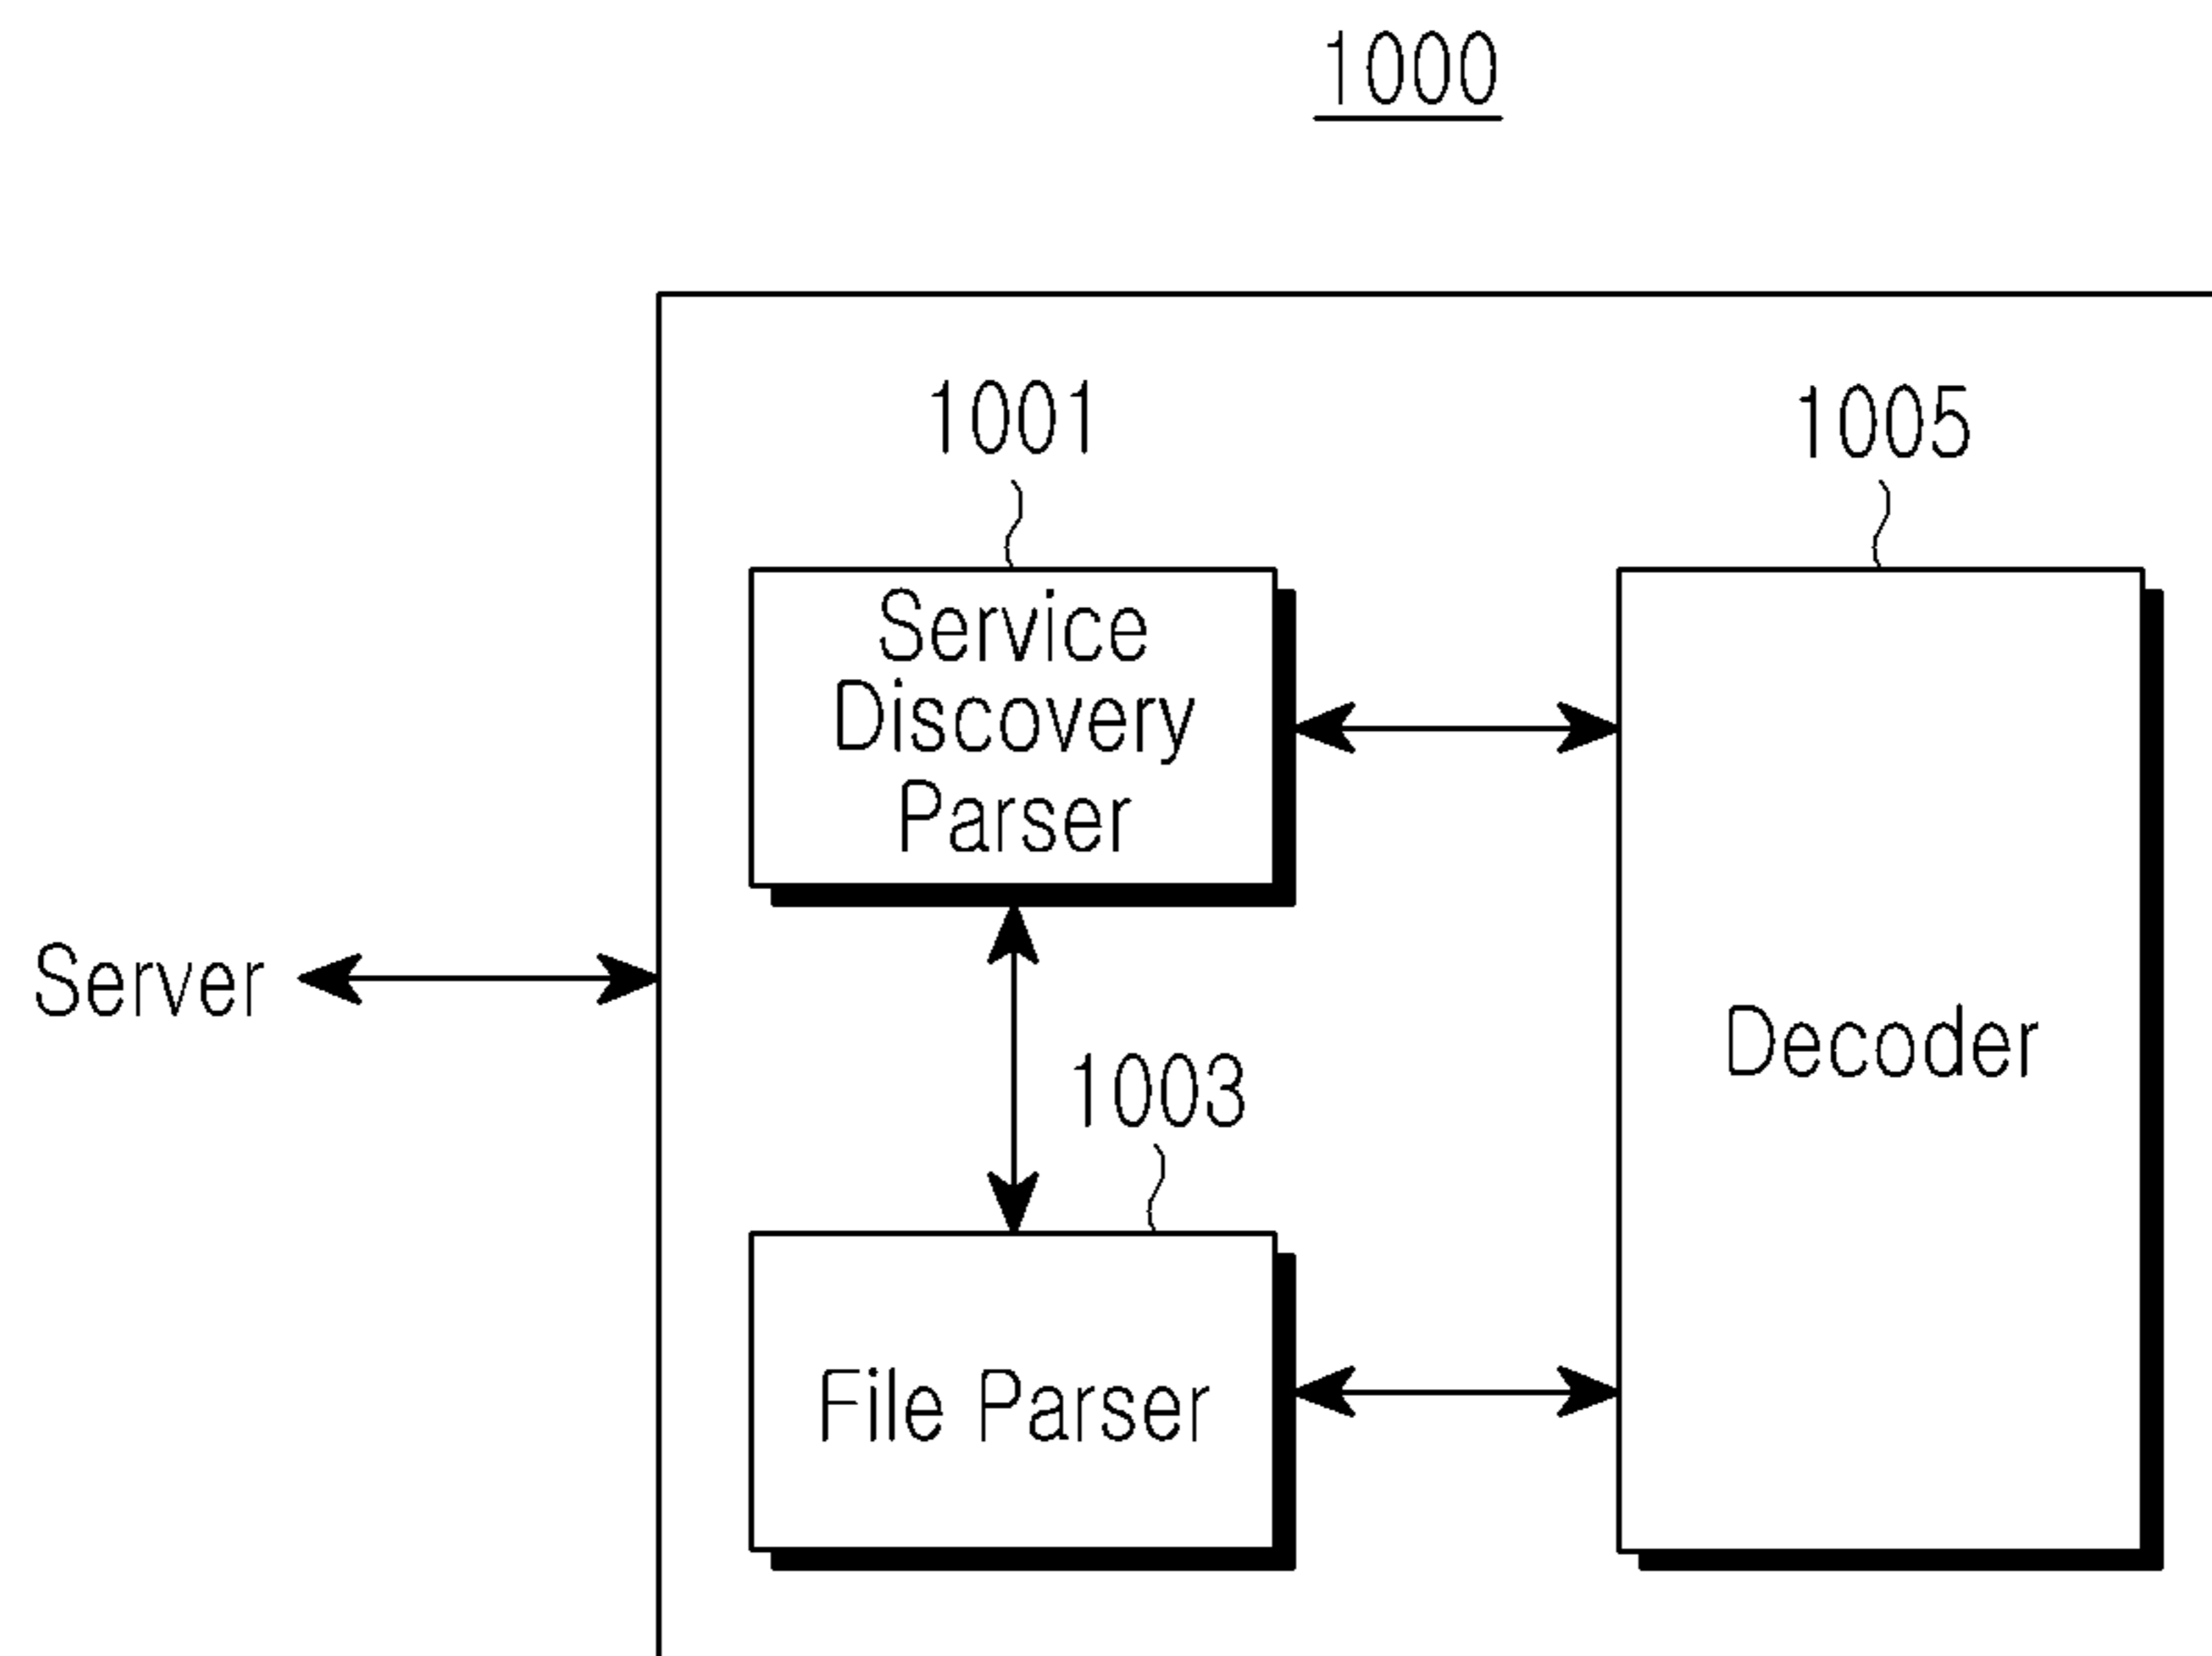 1000
1001
1005
Service
Discovery
Parser
Server
Decoder
1003
File Parser